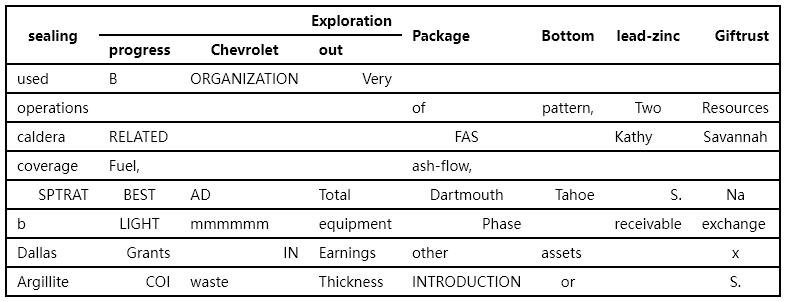 sealing Exploration Package Bottom lead-zinc Giftrust
progress Chevrolet out
used B ORGANIZATION Very
operations of pattern, Two Resources
caldera RELATED FAS Kathy Savannah
coverage Fuel, ash-flow,
SPTRAT BEST AD Total Dartmouth Tahoe S. Na
b LIGHT mmmmmm equipment Phase receivable exchange
Dallas Grants IN Earnings other assets x
Argillite COI waste Thickness INTRODUCTION or S.